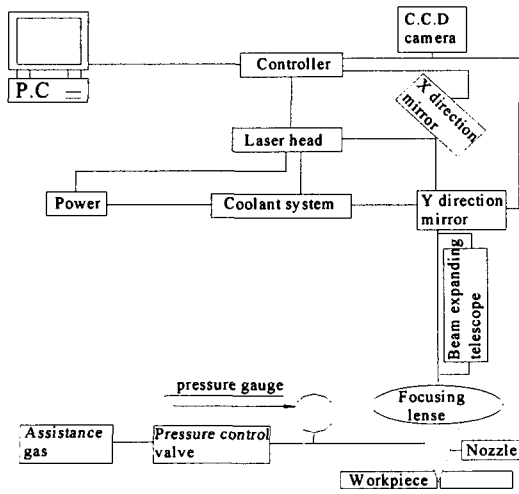 C.C.D
camera
P.C
Controller
X direction
mirror
Laser head
Power
Coolant system
Y direction
mirror
Beam expanding
telescope
pressure gauge
Focusing
lense
Assistance
gas
Pressure control
valve
Nozzle
Workpiece